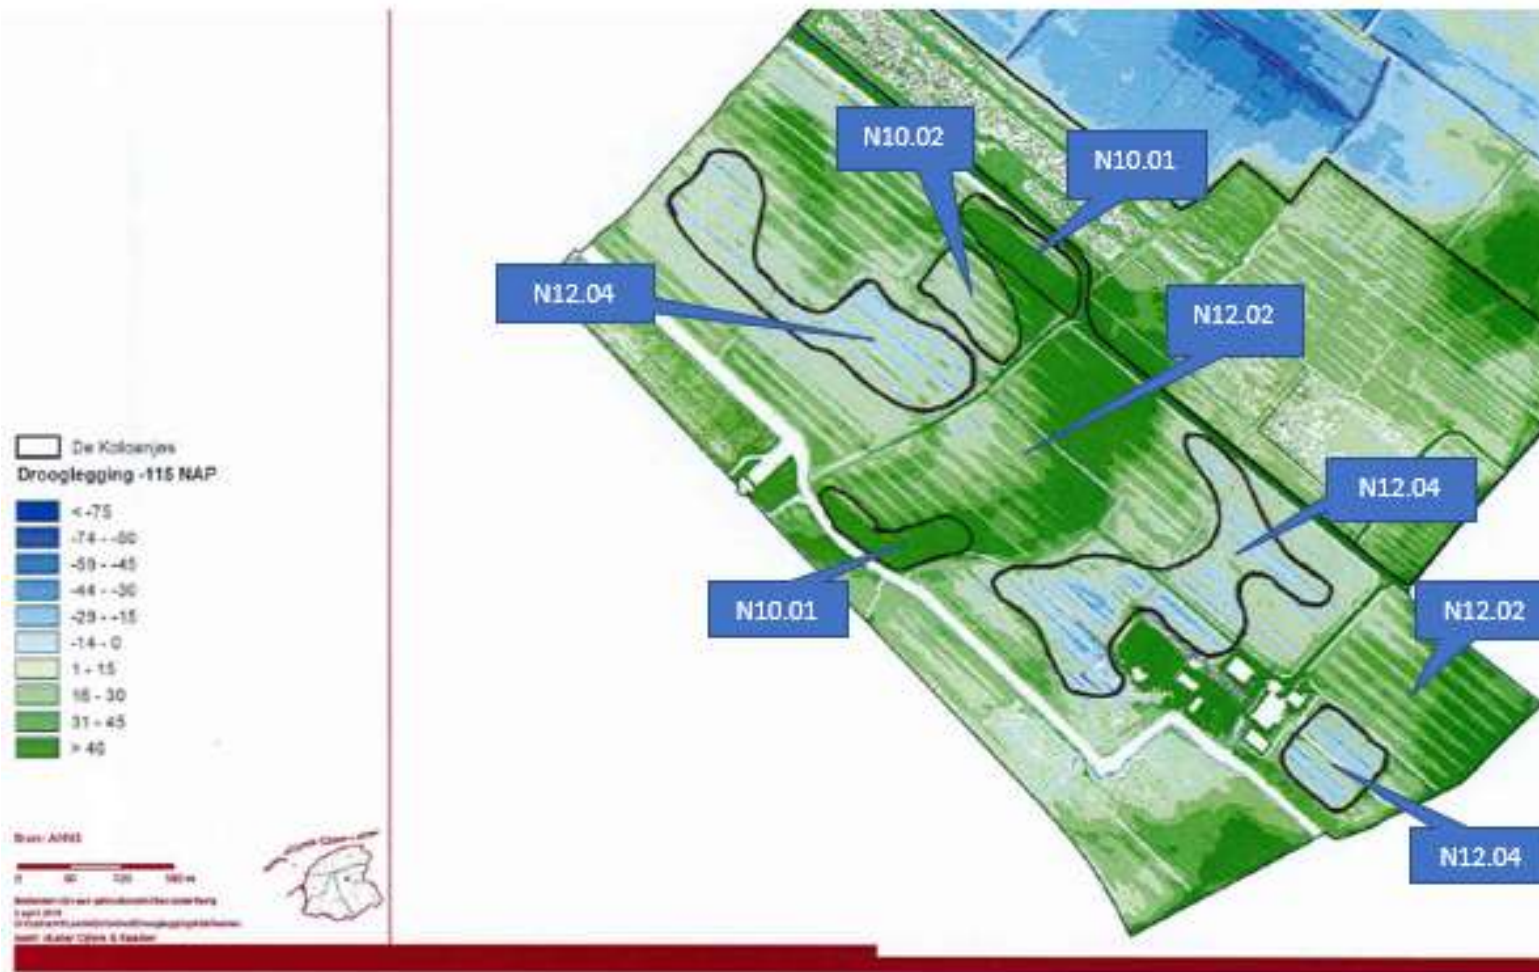 N10.02
N10.01
N12.04
N12.02
N12.04
N10.01
N12.02
N12.04
De Koloanjes
Drooglegging -115 NAP
< -75
-74 - -60
-59 - -45
-44 - -30
-29 - -15
-14 - 0
1 - 15
16 - 30
31 - 45
> 46